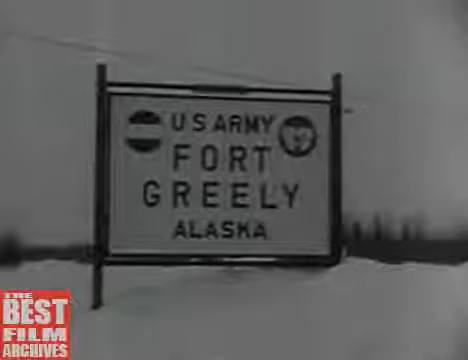 U S ARMY
FORT
GREELY
ALASKA
THE
BEST
FILM
ARCHIVES